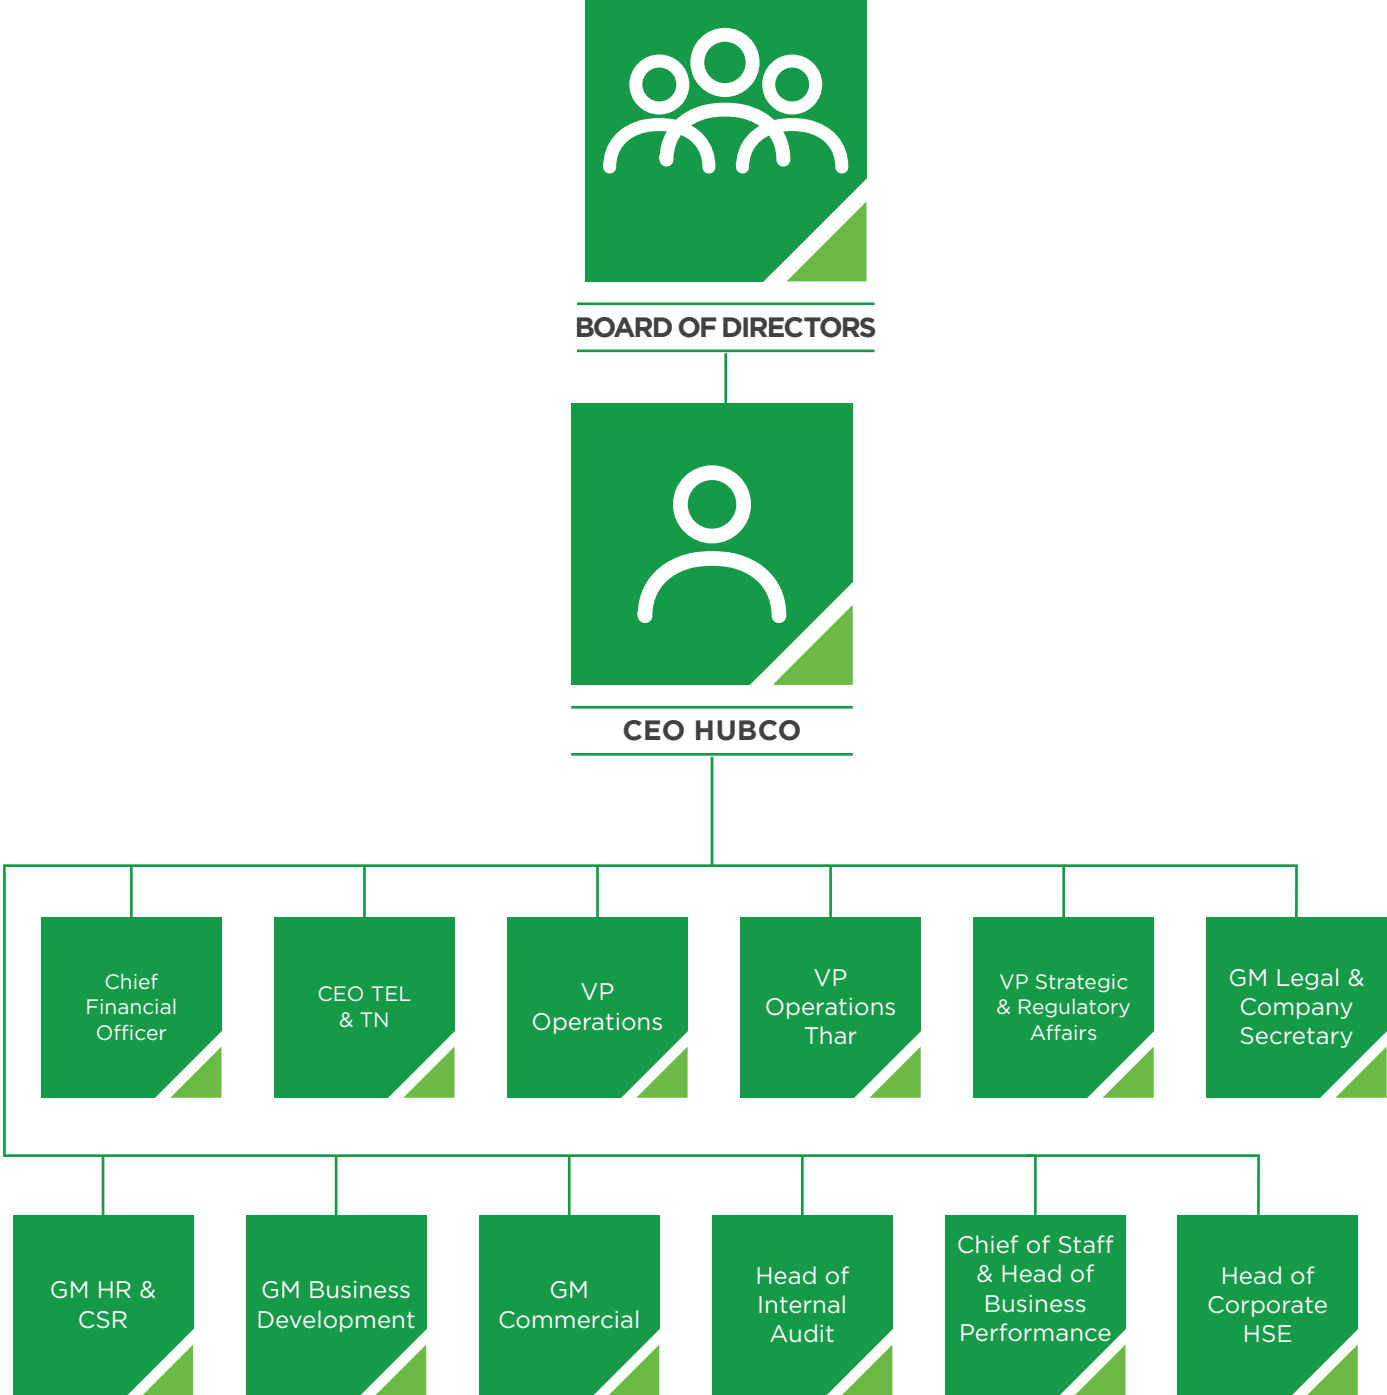 BOARD OF DIRECTORS
CEO HUBCO
Chief
Financial
Officer
CEO TEL
& TN
VP
Operations
VP
Operations
Thar
VP Strategic
& Regulatory
Affairs
GM Legal &
Company
Secretary
GM HR &
CSR
GM Business
Development
GM
Commercial
Head of
Internal
Audit
Chief of Staff
& Head of
Business
Performance
Head of
Corporate
HSE